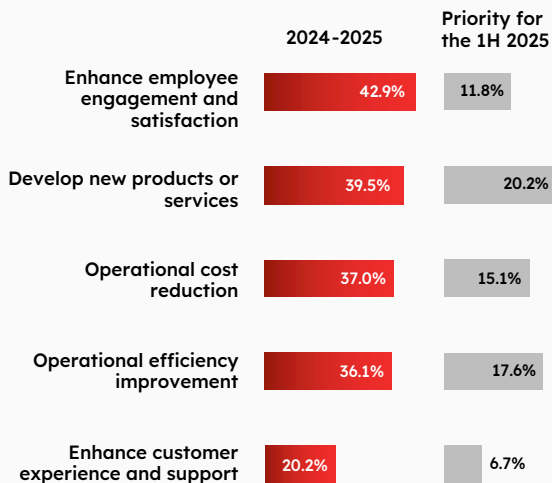 2024-2025
Priority for
the 1H 2025
Enhance employee
engagement and
satisfaction
42.9%
11.8%
Develop new products or
services
39.5%
20.2%
Operational cost
reduction
37.0%
15.1%
Operational efficiency
improvement
36.1%
17.6%
Enhance customer
experience and support
20.2%
6.7%